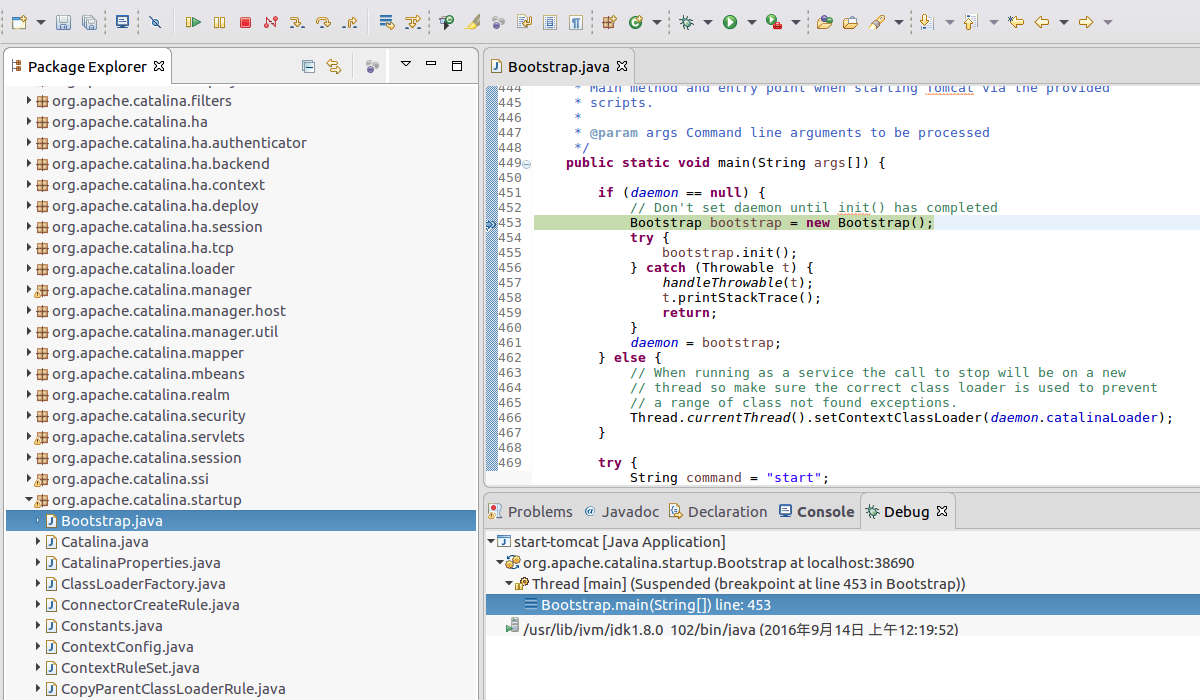 Package Explorer
org.apache.catalina.filters
org.apache.catalina.ha
org.apache.catalina.ha.authenticator
org.apache.catalina.ha.backend
org.apache.catalina.ha.context
org.apache.catalina.ha.deploy
org.apache.catalina.ha.session
org.apache.catalina.ha.tcp
org.apache.catalina.loader
org.apache.catalina.manager
org.apache.catalina.manager.host
org.apache.catalina.manager.util
org.apache.catalina.mapper
org.apache.catalina.mbeans
org.apache.catalina.realm
org.apache.catalina.security
org.apache.catalina.servlets
org.apache.catalina.session
org.apache.catalina.ssi
org.apache.catalina.startup
Bootstrap.java
Catalina.java
CatalinaProperties.java
ClassLoaderFactory.java
ConnectorCreateRule.java
Constants.java
ContextConfig.java
ContextRuleSet.java
CopyParentClassLoaderRule.java
Bootstrap.java
444 * Main method and entry point when starting Tomcat via the provided
445 * scripts.
446 *
447 * @param args Command line arguments to be processed
448 */
449 public static void main(String args[]) {
450
451 if (daemon == null) {
452 // Don't set daemon until init() has completed
453 Bootstrap bootstrap = new Bootstrap();
454 try {
455 bootstrap.init();
456 } catch (Throwable t) {
457 handleThrowable(t);
458 t.printStackTrace();
459 return;
460 }
461 daemon = bootstrap;
462 } else {
463 // When running as a service the call to stop will be on a new
464 // thread so make sure the correct class loader is used to prevent
465 // a range of class not found exceptions.
466 Thread.currentThread().setContextClassLoader(daemon.catalinaLoader);
467 }
468
469 try {
String command = "start";
Problems @ Javadoc Declaration Console Debug
start-tomcat [Java Application]
org.apache.catalina.startup.Bootstrap at localhost:38690
Thread [main] (Suspended (breakpoint at line 453 in Bootstrap))
Bootstrap.main(String[]) line: 453
/usr/lib/jvm/jdk1.8.0_102/bin/java (2016年9月14日 上午12:19:52)